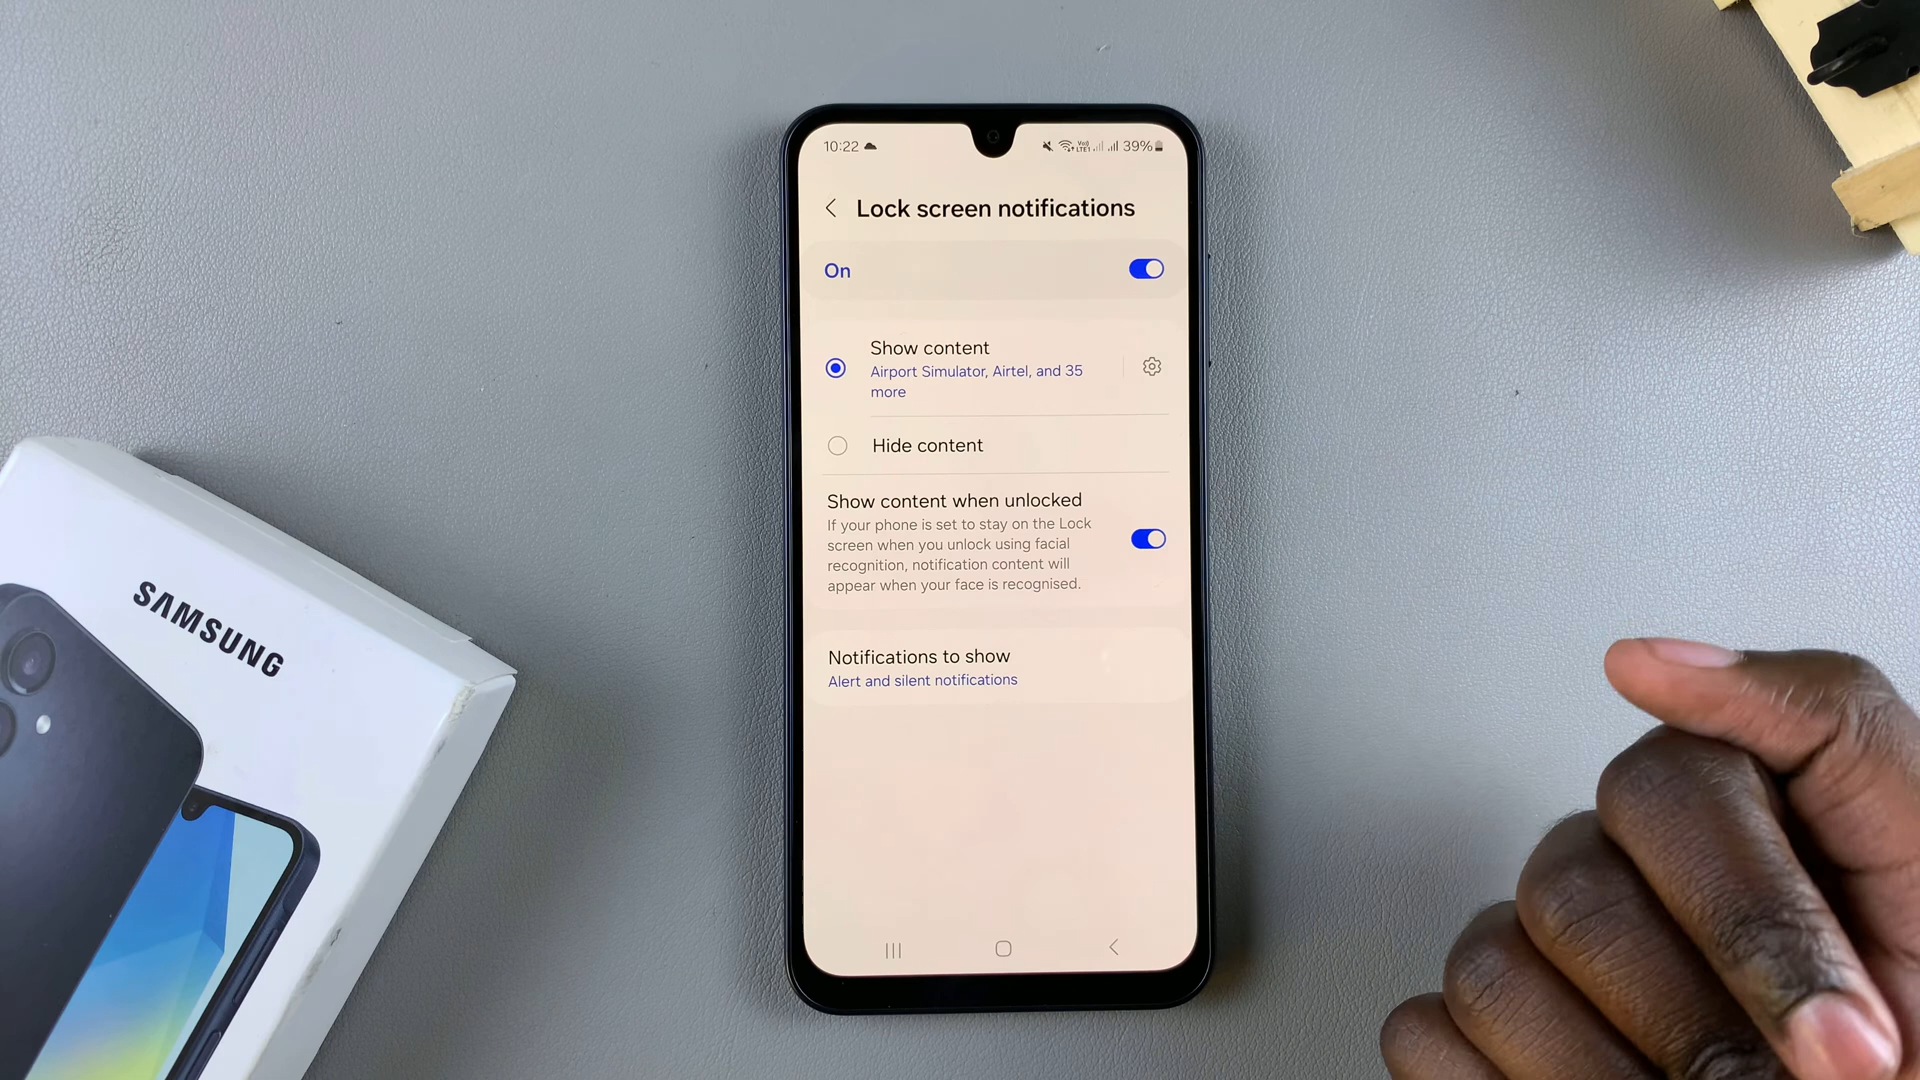 10:22
39%
Lock screen notifications
On
Show content
Airport Simulator, Airtel, and 35
more
Hide content
Show content when unlocked
If your phone is set to stay on the Lock
screen when you unlock using facial
recognition, notification content will
appear when your face is recognised.
Notifications to show
Alert and silent notifications
SAMSUNG